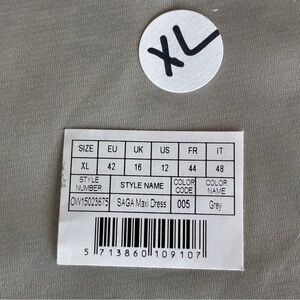 XL
SIZE EU UK US FR IT
XL 42 16 12 44 48
STYLE NUMBER STYLE NAME COLOR CODE COLOR NAME
OW15023675 SAGA Maxi Dress 005 Grey
5 713860 109107